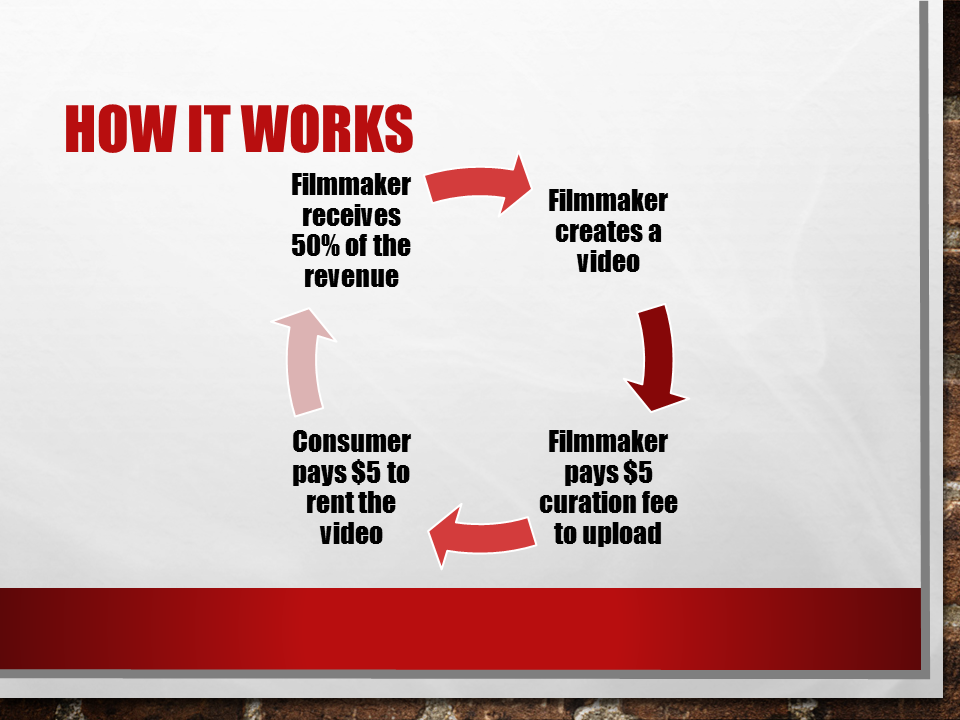 HOW IT WORKS
Filmmaker
receives
50% of the
revenue
Filmmaker
creates a
video
Filmmaker
pays $5
curation fee
to upload
Consumer
pays $5 to
rent the
video